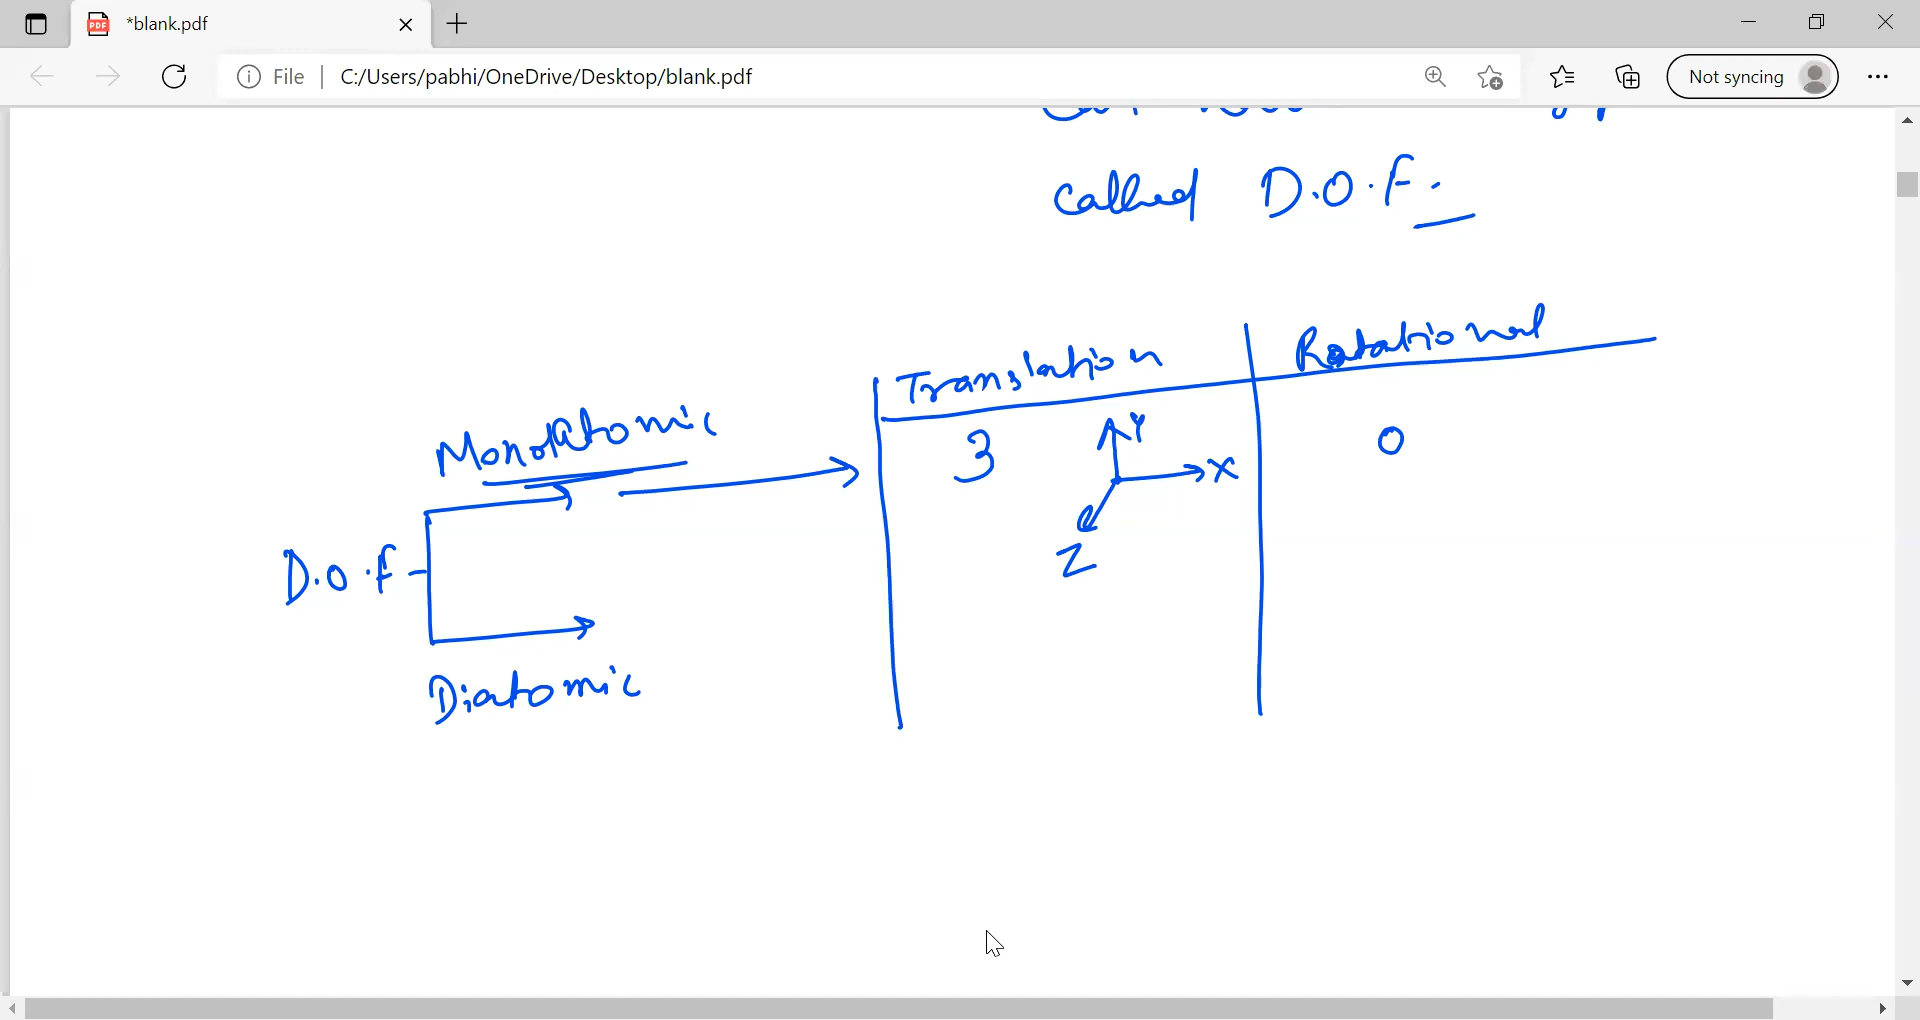 *blank.pdf
File C:/Users/pabhi/OneDrive/Desktop/blank.pdf
Not syncing
called D.O.F.
Translation Rotational
Monoatomic
3 Y X Z 0
D.O.F
Diatomic